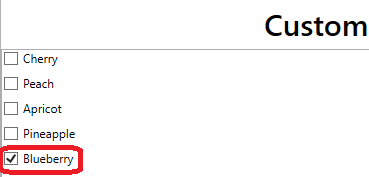 Custom
Cherry
Peach
Apricot
Pineapple
Blueberry